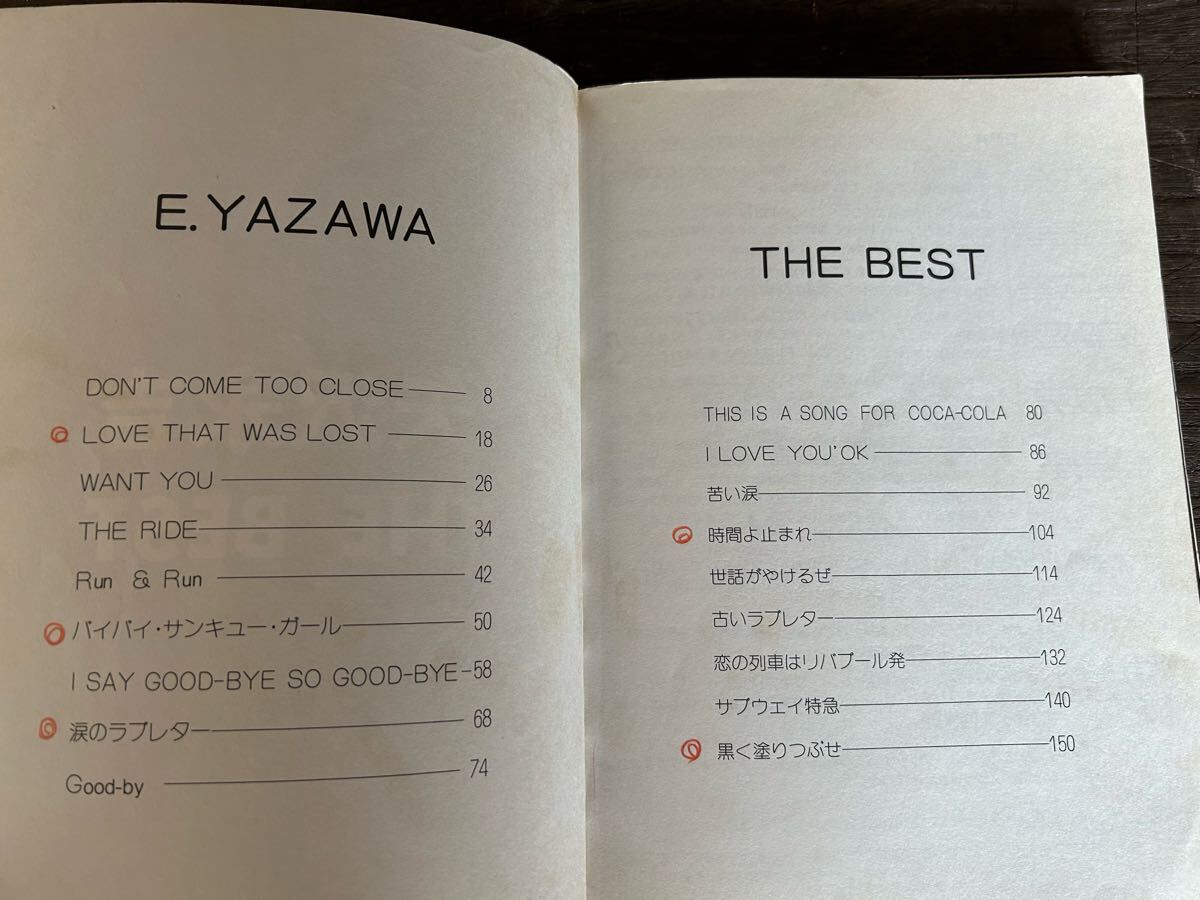 E. YAZAWA
DON'T COME TOO CLOSE 8
LOVE THAT WAS LOST 18
WANT YOU 26
THE RIDE 34
Run & Run 42
バイバイ・サンキュー・ガール 50
I SAY GOOD-BYE SO GOOD-BYE 58
涙のラブレター 68
Good-by 74
THE BEST
THIS IS A SONG FOR COCA-COLA 80
I LOVE YOU'OK 86
苦い涙 92
時間よ止まれ 104
世話がやけるぜ 114
古いラブレター 124
恋の列車はリバプール発 132
サブウェイ特急 140
黒く塗りつぶせ 150